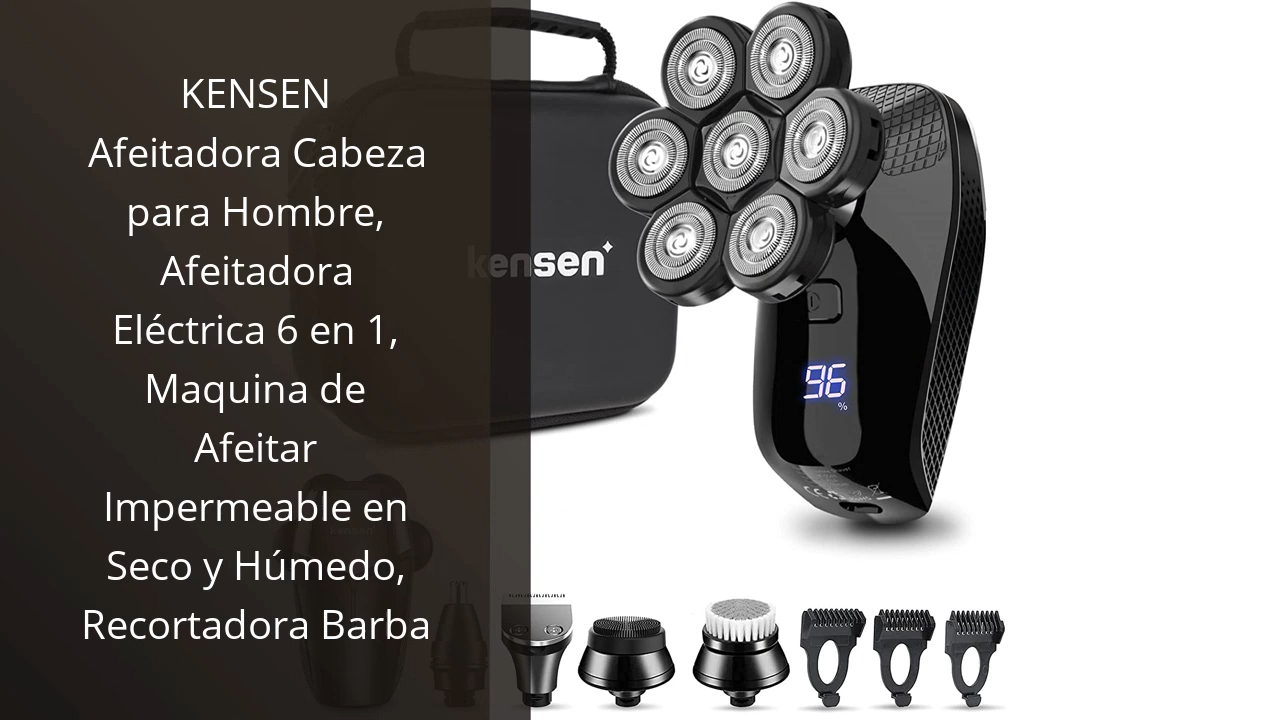 KENSEN
Afeitadora Cabeza
para Hombre,
Afeitadora
Eléctrica 6 en 1,
Maquina de
Afeitar
Impermeable en
Seco y Húmedo,
Recortadora Barba
kensen
96
%